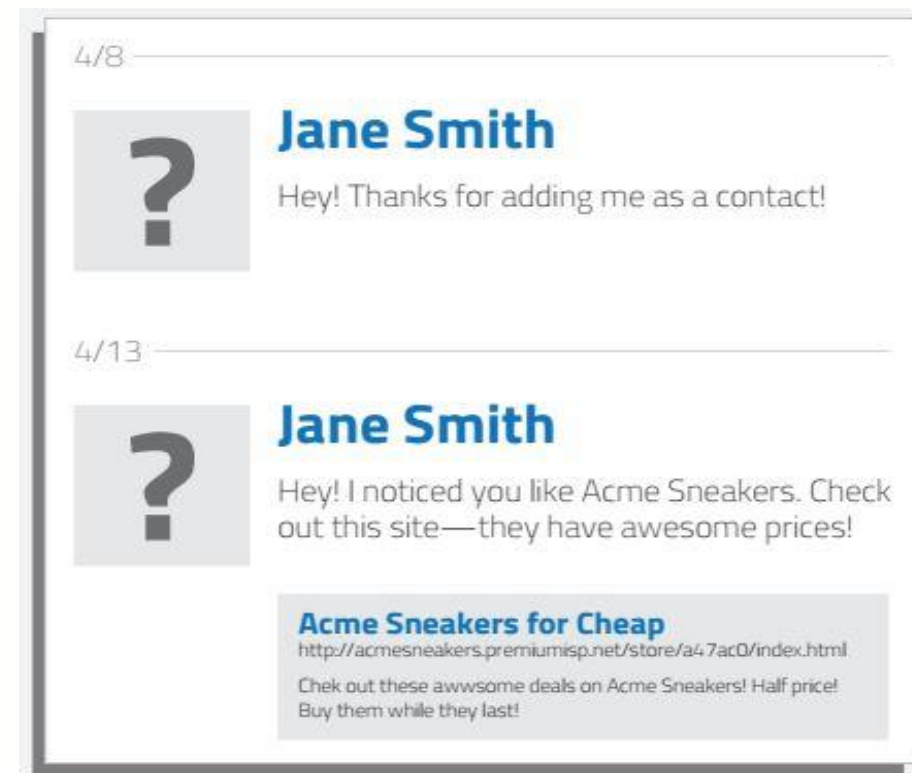 4/8
?
Jane Smith
Hey! Thanks for adding me as a contact!
4/13
?
Jane Smith
Hey! I noticed you like Acme Sneakers. Check
out this site—they have awesome prices!
Acme Sneakers for Cheap
http://acmesneakers.premiumisp.net/store/a47ac0/index.html
Chek out these awwsome deals on Acme Sneakers! Half price!
Buy them while they last!